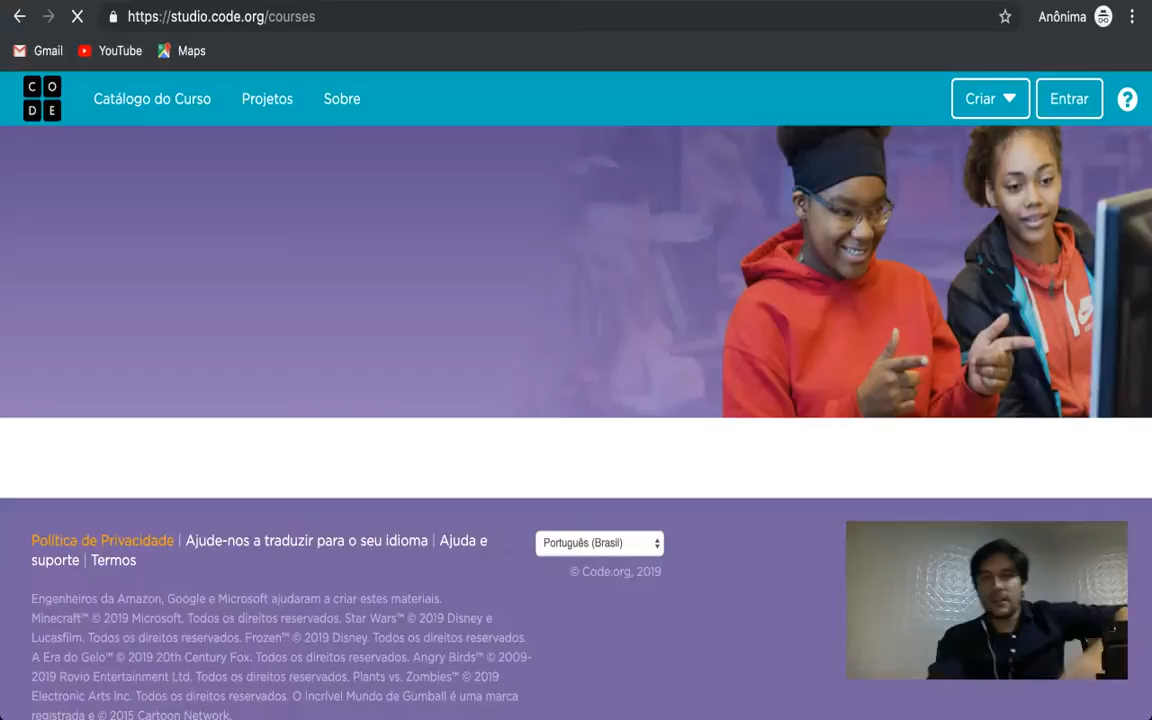 https://studio.code.org/courses
Anônima
Gmail
YouTube
Maps
C O
D E
Catálogo do Curso
Projetos
Sobre
Criar
Entrar
?
Política de Privacidade | Ajude-nos a traduzir para o seu idioma | Ajuda e
suporte | Termos
Português (Brasil)
© Code.org, 2019
Engenheiros da Amazon, Google e Microsoft ajudaram a criar estes materiais.
Minecraft™ © 2019 Microsoft. Todos os direitos reservados. Star Wars™ © 2019 Disney e
Lucasfilm. Todos os direitos reservados. Frozen™ © 2019 Disney. Todos os direitos reservados.
A Era do Gelo™ © 2019 20th Century Fox. Todos os direitos reservados. Angry Birds™ © 2009-
2019 Rovio Entertainment Ltd. Todos os direitos reservados. Plants vs. Zombies™ © 2019
Electronic Arts Inc. Todos os direitos reservados. O Incrível Mundo de Gumball é uma marca
registrada e © 2015 Cartoon Network.